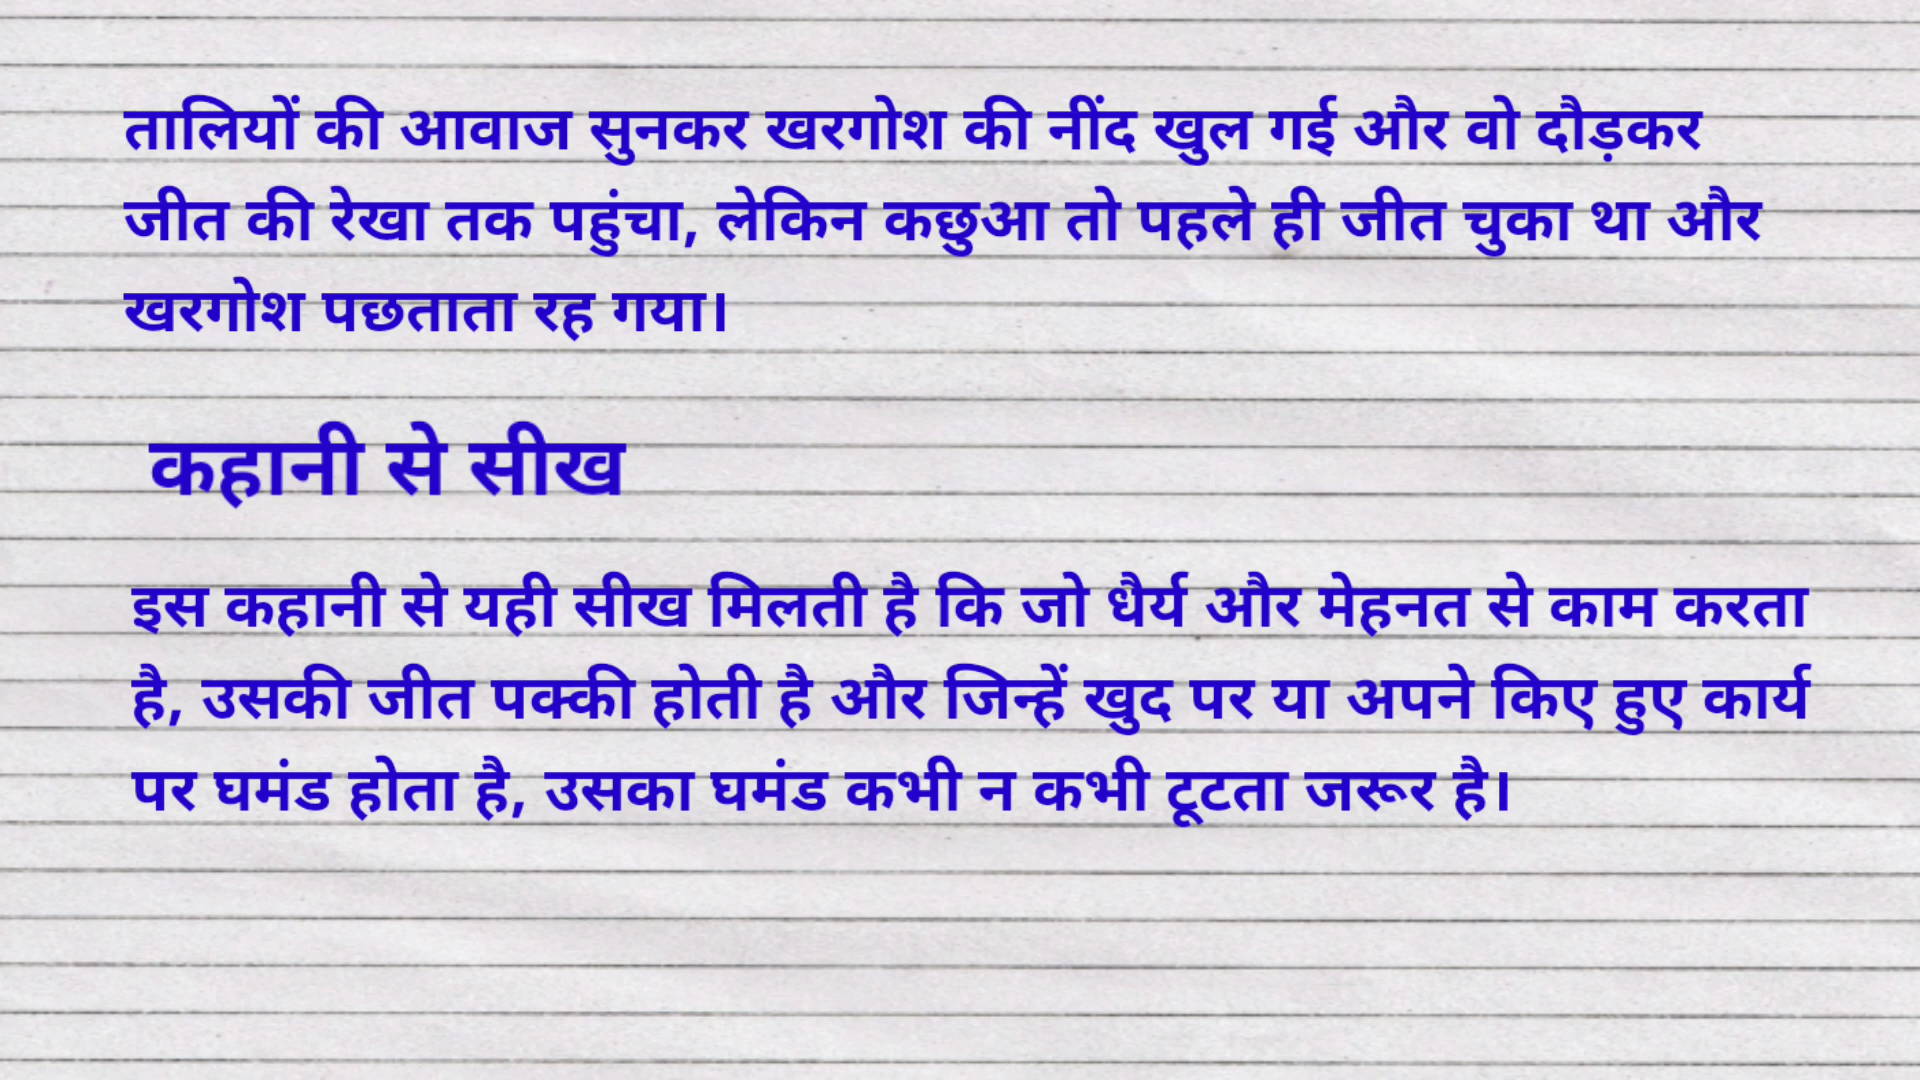 तालियों की आवाज सुनकर खरगोश की नींद खुल गई और वो दौड़कर
जीत की रेखा तक पहुंचा, लेकिन कछुआ तो पहले ही जीत चुका था और
खरगोश पछताता रह गया।
कहानी से सीख
इस कहानी से यही सीख मिलती है कि जो धैर्य और मेहनत से काम करता
है, उसकी जीत पक्की होती है और जिन्हें खुद पर या अपने किए हुए कार्य
पर घमंड होता है, उसका घमंड कभी न कभी टूटता जरूर है।